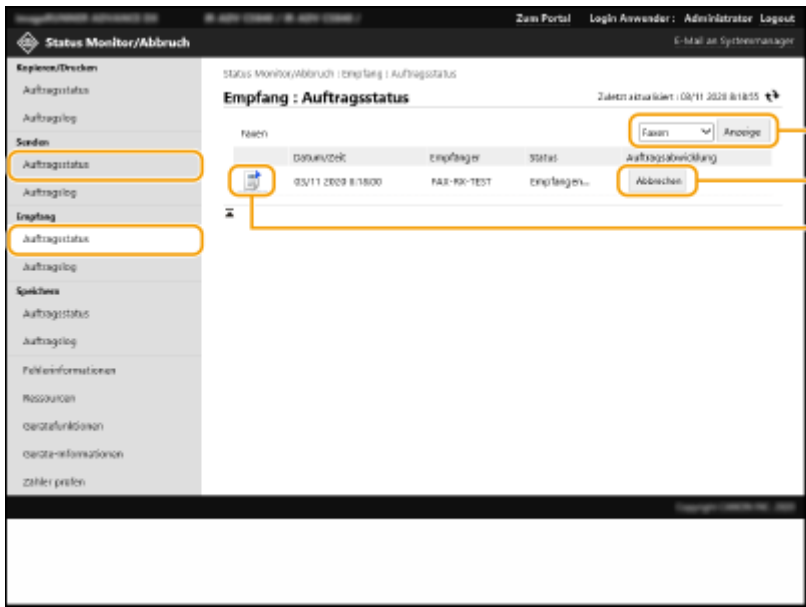 Zum Portal Login Anwender: Administrator Logout
Status Monitor/Abbruch
E-Mail an Systemmanager
Kopieren/Drucken
Auftragsstatus
Auftragslog
Senden
Auftragsstatus
Auftragslog
Empfang
Auftragsstatus
Auftragslog
Speichern
Auftragsstatus
Auftragslog
Fehlerinformationen
Ressourcen
Gerätefunktionen
Geräte-Informationen
Zähler prüfen
Status Monitor/Abbruch : Empfang : Auftragsstatus
Empfang : Auftragsstatus
Zuletzt aktualisiert : 03/11 2020 8:18:55
Faxen
Faxen Anzeige
Datum/Zeit Empfänger Status Auftragsabwicklung
03/11 2020 8:18:00 FAX-RX-TEST Empfangen... Abbrechen